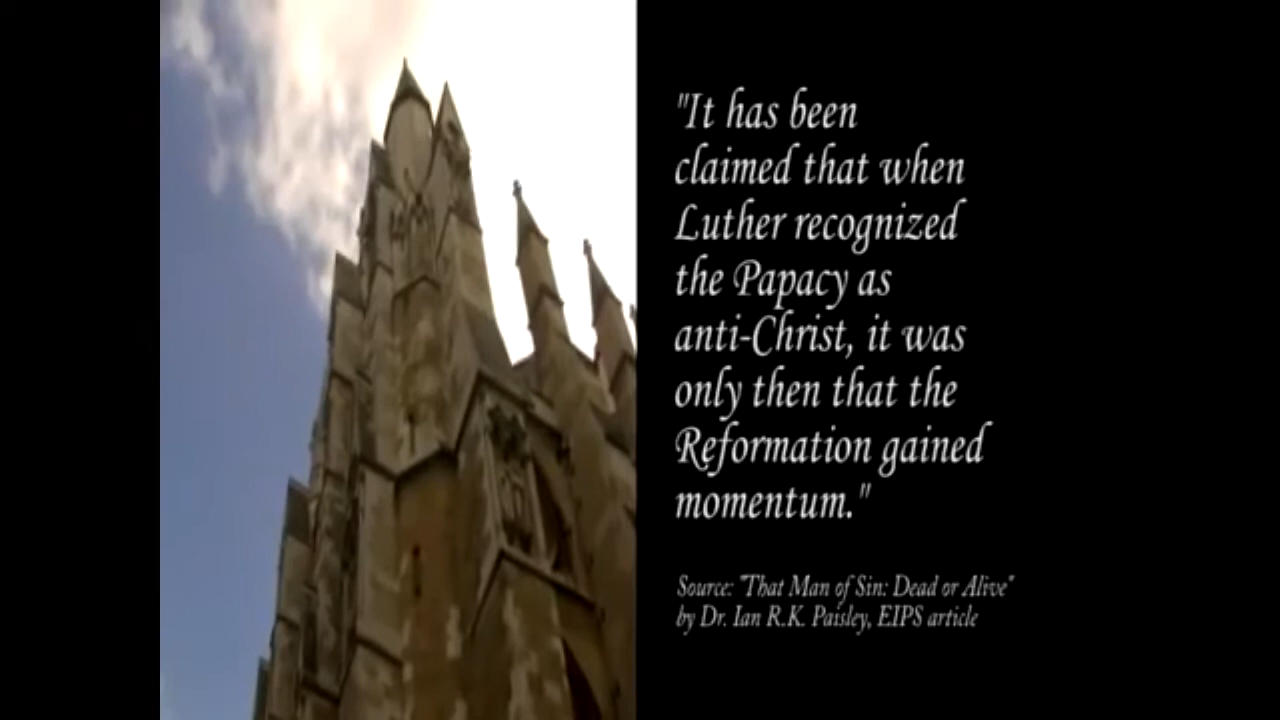 "It has been
claimed that when
Luther recognized
the Papacy as
anti-Christ, it was
only then that the
Reformation gained
momentum."
Source: "That Man of Sin: Dead or Alive"
by Dr. Ian R.K. Paisley, EIPS article